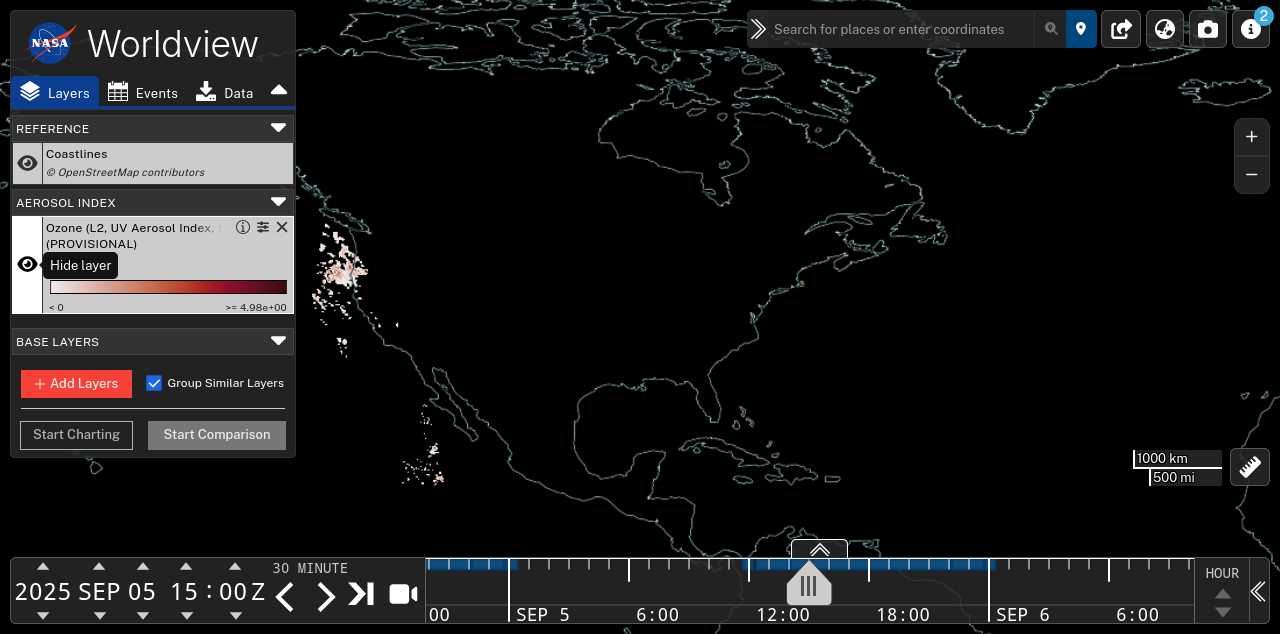 NASA
Worldview
Layers
Events
Data
REFERENCE
Coastlines
© OpenStreetMap contributors
AEROSOL INDEX
Ozone (L2, UV Aerosol Index,
(PROVISIONAL)
Hide layer
< 0
>= 4.98e+00
BASE LAYERS
+ Add Layers
Group Similar Layers
Start Charting
Start Comparison
Search for places or enter coordinates
2
+
−
1000 km
500 mi
2025 SEP 05 15 : 00 Z
30 MINUTE
00
SEP 5
6:00
12:00
18:00
SEP 6
6:00
HOUR